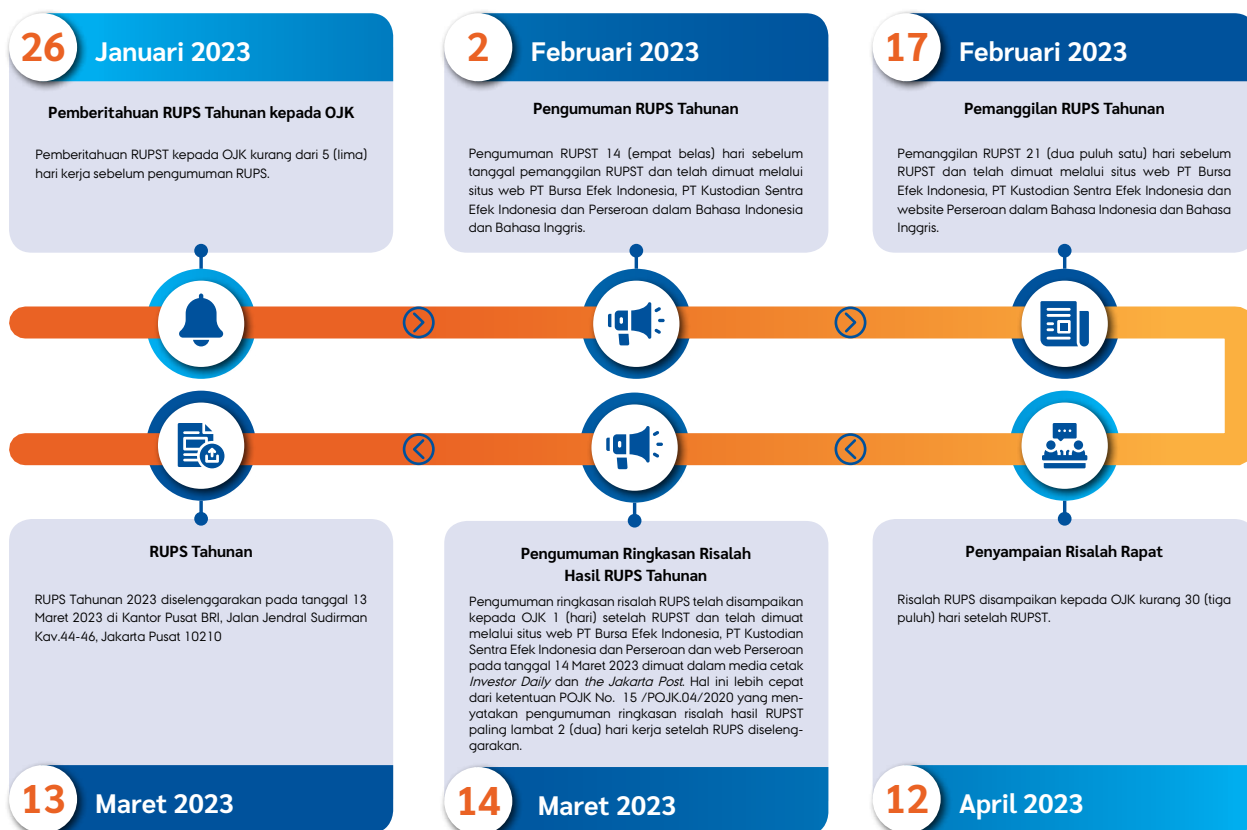 26 Januari 2023
Pemberitahuan RUPS Tahunan kepada OJK
Pemberitahuan RUPST kepada OJK kurang dari 5 (lima)
hari kerja sebelum pengumuman RUPS.
2 Februari 2023
Pengumuman RUPS Tahunan
Pengumuman RUPST 14 (empat belas) hari sebelum
tanggal pemanggilan RUPST dan telah dimuat melalui
situs web PT Bursa Efek Indonesia, PT Kustodian Sentra
Efek Indonesia dan Perseroan dalam Bahasa Indonesia
dan Bahasa Inggris.
17 Februari 2023
Pemanggilan RUPS Tahunan
Pemanggilan RUPST 21 (dua puluh satu) hari sebelum
RUPST dan telah dimuat melalui situs web PT Bursa
Efek Indonesia, PT Kustodian Sentra Efek Indonesia dan
website Perseroan dalam Bahasa Indonesia dan Bahasa
Inggris.
RUPS Tahunan
RUPS Tahunan 2023 diselenggarakan pada tanggal 13
Maret 2023 di Kantor Pusat BRI, Jalan Jendral Sudirman
Kav.44-46, Jakarta Pusat 10210
13 Maret 2023
Pengumuman Ringkasan Risalah
Hasil RUPS Tahunan
Pengumuman ringkasan risalah RUPS telah disampaikan
kepada OJK 1 (hari) setelah RUPST dan telah dimuat
melalui situs web PT Bursa Efek Indonesia, PT Kustodian
Sentra Efek Indonesia dan Perseroan dan web Perseroan
pada tanggal 14 Maret 2023 dimuat dalam media cetak
Investor Daily dan the Jakarta Post. Hal ini lebih cepat
dari ketentuan POJK No. 15 /POJK.04/2020 yang men-
yatakan pengumuman ringkasan risalah hasil RUPST
paling lambat 2 (dua) hari kerja setelah RUPS diseleng-
garakan.
14 Maret 2023
Penyampaian Risalah Rapat
Risalah RUPS disampaikan kepada OJK kurang 30 (tiga
puluh) hari setelah RUPST.
12 April 2023